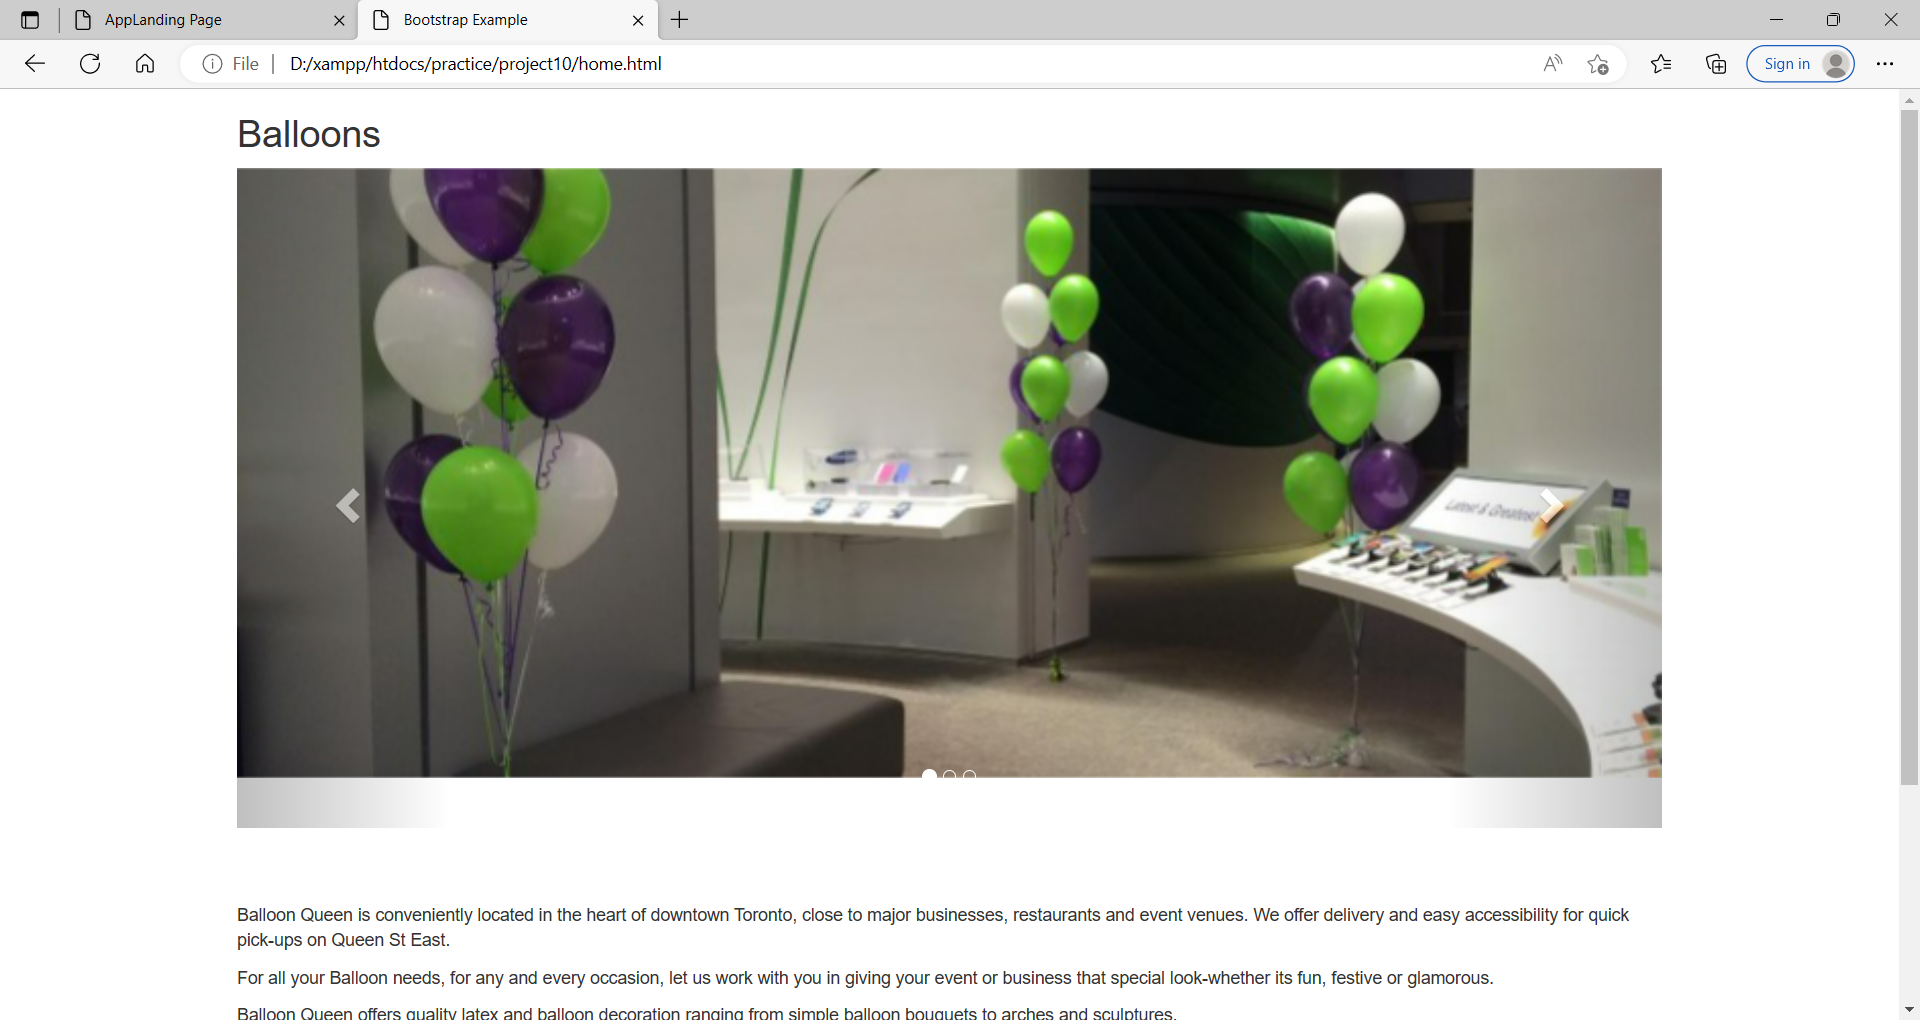 AppLanding Page
Bootstrap Example
File
D:/xampp/htdocs/practice/project10/home.html
Sign in
Balloons
Latest & Greatest
Balloon Queen is conveniently located in the heart of downtown Toronto, close to major businesses, restaurants and event venues. We offer delivery and easy accessibility for quick
pick-ups on Queen St East.
For all your Balloon needs, for any and every occasion, let us work with you in giving your event or business that special look-whether its fun, festive or glamorous.
Balloon Queen offers quality latex and balloon decoration ranging from simple balloon bouquets to arches and sculptures.